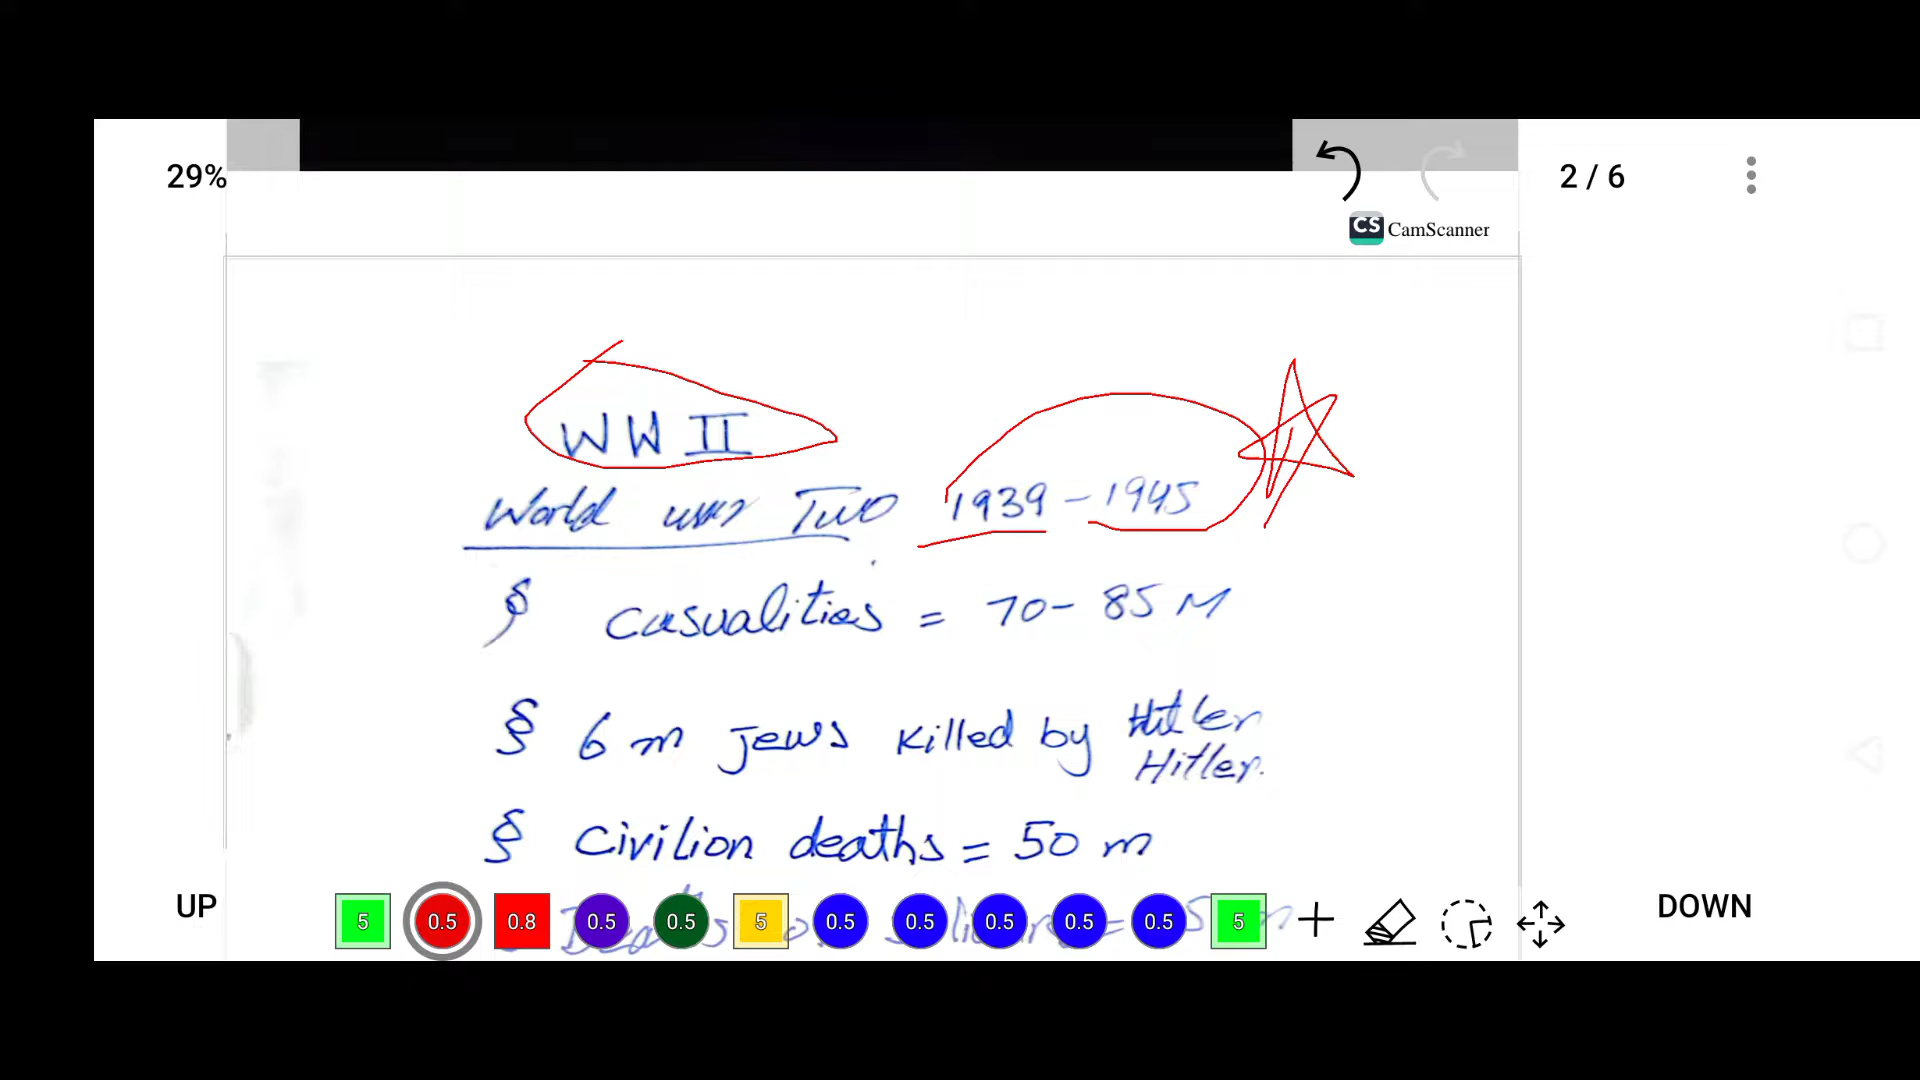 29%
2 / 6
CS CamScanner
WW II
World war Two 1939 - 1945
§ Casualities = 70 - 85 M
§ 6 m jews killed by Hitler
Hitler.
§ Civilion deaths = 50 m
UP
5 0.5 0.8 0.5 0.5 5 0.5 0.5 0.5 0.5 0.5 5
DOWN